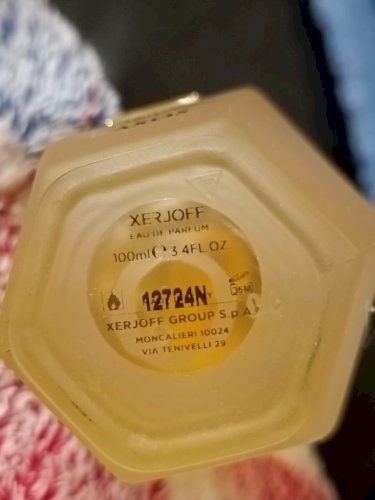 XERJOFF
EAU DE PARFUM
100ml℮ 3.4FL.OZ
12724N
36M
XERJOFF GROUP S.p.A
MONCALIERI 10024
VIA TENIVELLI 29